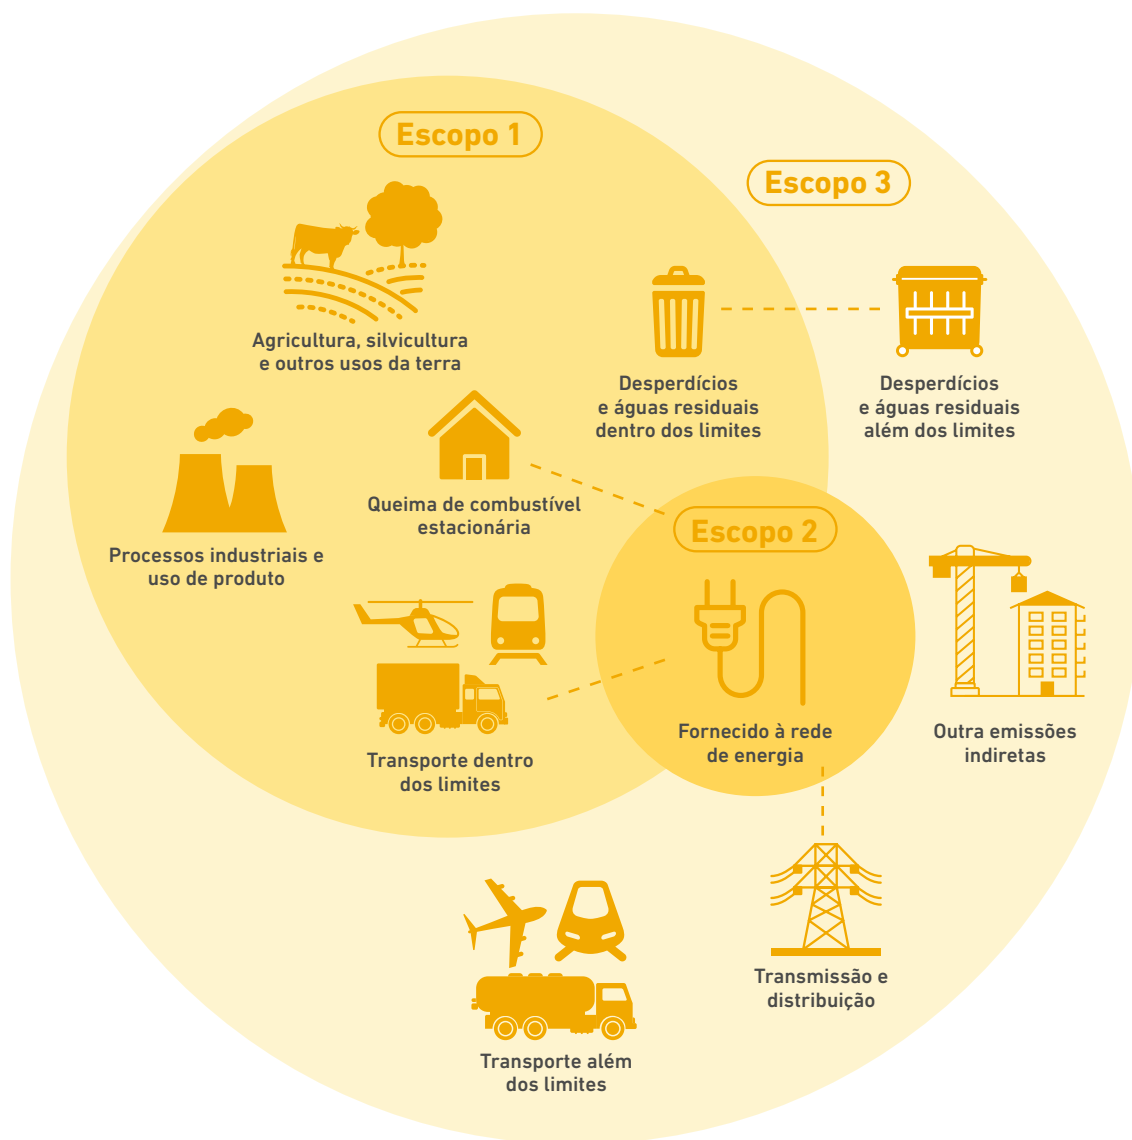 Escopo 1
Escopo 3
Agricultura, silvicultura
e outros usos da terra
Desperdícios
e águas residuais
dentro dos limites
Desperdícios
e águas residuais
além dos limites
Queima de combustível
estacionária
Escopo 2
Processos industriais e
uso de produto
Fornecido à rede
de energia
Outra emissões
indiretas
Transporte dentro
dos limites
Transmissão e
distribuição
Transporte além
dos limites